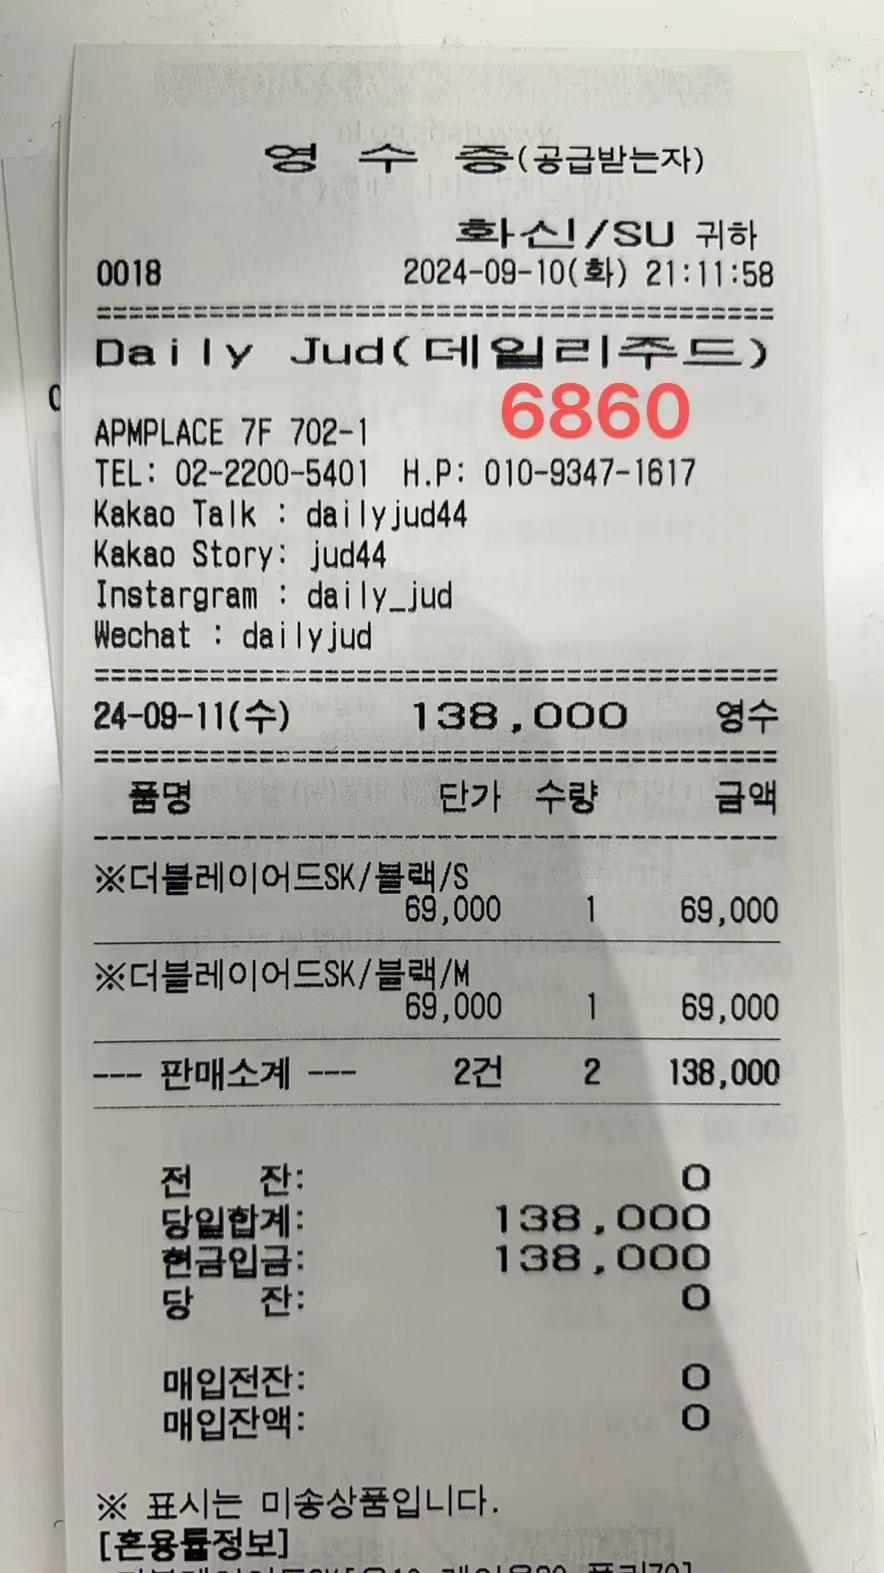 영 수 증(공급받는자)
화신/SU 귀하
0018 2024-09-10(화) 21:11:58
Daily Jud(데일리주드)
6860
APMPLACE 7F 702-1
TEL: 02-2200-5401 H.P: 010-9347-1617
Kakao Talk : dailyjud44
Kakao Story: jud44
Instargram : daily_jud
Wechat : dailyjud
24-09-11(수) 138,000 영수
품명 단가 수량 금액
※더블레이어드SK/블랙/S
69,000 1 69,000
※더블레이어드SK/블랙/M
69,000 1 69,000
--- 판매소계 --- 2건 2 138,000
전 잔: 0
당일합계: 138,000
현금입금: 138,000
당 잔: 0
매입전잔: 0
매입잔액: 0
※ 표시는 미송상품입니다.
[혼용률정보]